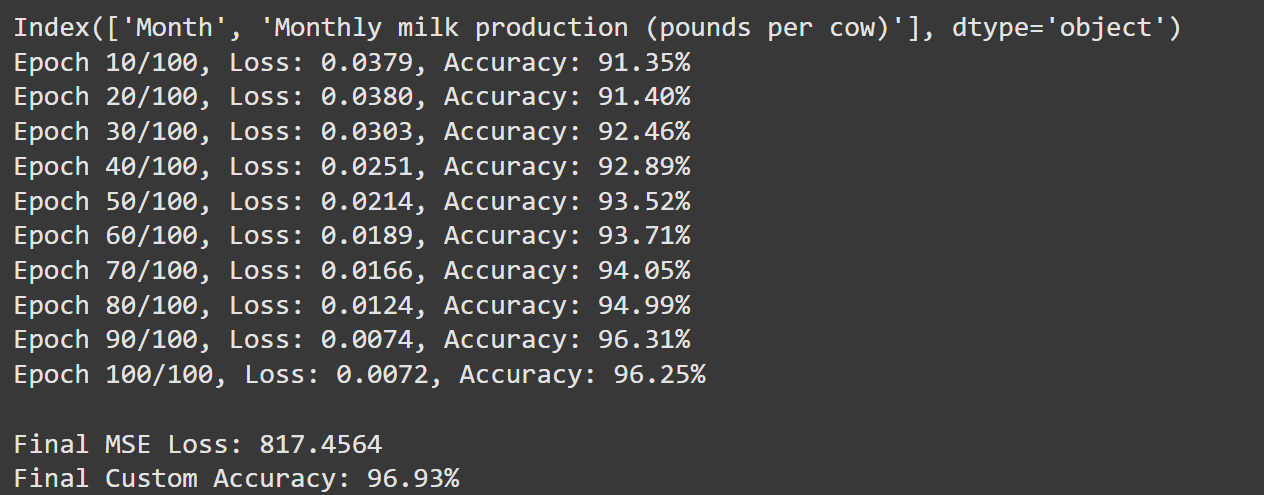 Index(['Month', 'Monthly milk production (pounds per cow)'], dtype='object')
Epoch 10/100, Loss: 0.0379, Accuracy: 91.35%
Epoch 20/100, Loss: 0.0380, Accuracy: 91.40%
Epoch 30/100, Loss: 0.0303, Accuracy: 92.46%
Epoch 40/100, Loss: 0.0251, Accuracy: 92.89%
Epoch 50/100, Loss: 0.0214, Accuracy: 93.52%
Epoch 60/100, Loss: 0.0189, Accuracy: 93.71%
Epoch 70/100, Loss: 0.0166, Accuracy: 94.05%
Epoch 80/100, Loss: 0.0124, Accuracy: 94.99%
Epoch 90/100, Loss: 0.0074, Accuracy: 96.31%
Epoch 100/100, Loss: 0.0072, Accuracy: 96.25%
Final MSE Loss: 817.4564
Final Custom Accuracy: 96.93%